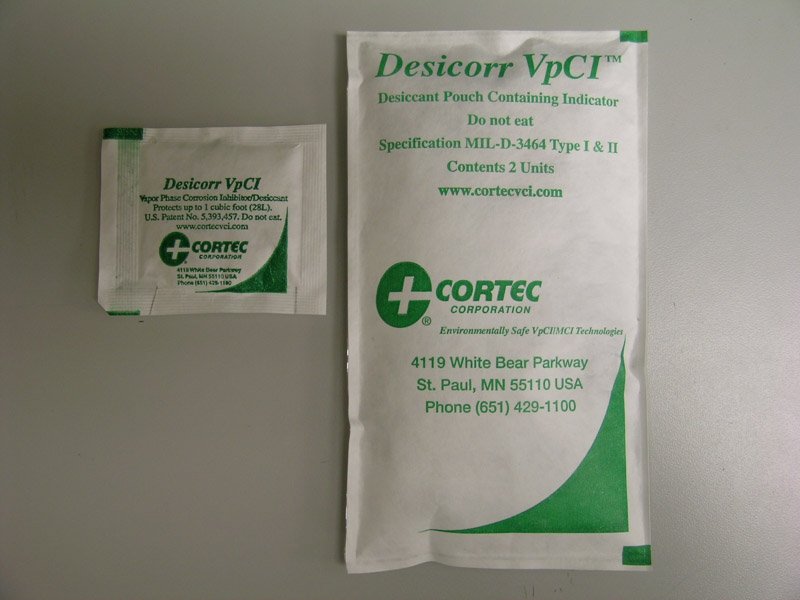 Desicorr VpCI
Vapor Phase Corrosion Inhibitor/Desiccant
Protects up to 1 cubic foot (28L).
U.S. Patent No. 5,393,457. Do not eat.
www.cortecvci.com
CORTEC
CORPORATION
4119 White Bear Parkway
St. Paul, MN 55110 USA
Phone (651) 429-1100
Desicorr VpCI™
Desiccant Pouch Containing Indicator
Do not eat
Specification MIL-D-3464 Type I & II
Contents 2 Units
www.cortecvci.com
CORTEC
CORPORATION
®
Environmentally Safe VpCI/MCI Technologies
4119 White Bear Parkway
St. Paul, MN 55110 USA
Phone (651) 429-1100